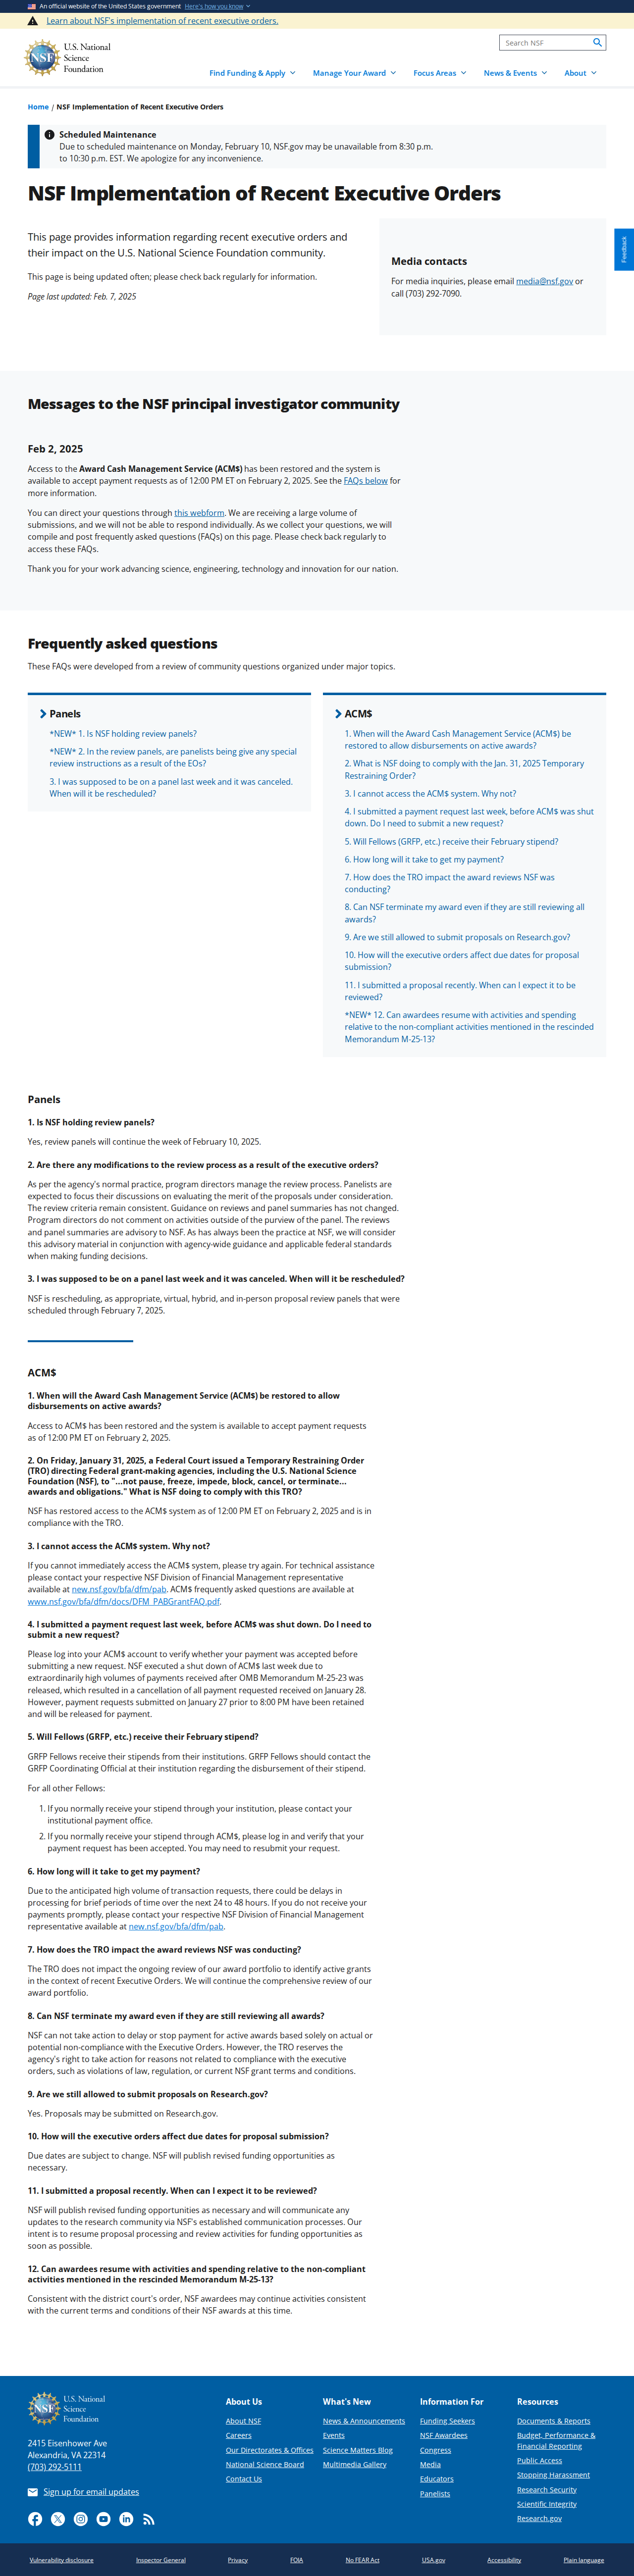 An official website of the United States government Here's how you know
Learn about NSF's implementation of recent executive orders.
U.S. National
Science
Foundation
Search NSF
Find Funding & Apply
Manage Your Award
Focus Areas
News & Events
About
Home / NSF Implementation of Recent Executive Orders
Scheduled Maintenance
Due to scheduled maintenance on Monday, February 10, NSF.gov may be unavailable from 8:30 p.m.
to 10:30 p.m. EST. We apologize for any inconvenience.
NSF Implementation of Recent Executive Orders
Feedback
This page provides information regarding recent executive orders and
their impact on the U.S. National Science Foundation community.
This page is being updated often; please check back regularly for information.
Page last updated: Feb. 7, 2025
Media contacts
For media inquiries, please email media@nsf.gov or
call (703) 292-7090.
Messages to the NSF principal investigator community
Feb 2, 2025
Access to the Award Cash Management Service (ACM$) has been restored and the system is
available to accept payment requests as of 12:00 PM ET on February 2, 2025. See the FAQs below for
more information.
You can direct your questions through this webform. We are receiving a large volume of
submissions, and we will not be able to respond individually. As we collect your questions, we will
compile and post frequently asked questions (FAQs) on this page. Please check back regularly to
access these FAQs.
Thank you for your work advancing science, engineering, technology and innovation for our nation.
Frequently asked questions
These FAQs were developed from a review of community questions organized under major topics.
Panels
*NEW* 1. Is NSF holding review panels?
*NEW* 2. In the review panels, are panelists being give any special
review instructions as a result of the EOs?
3. I was supposed to be on a panel last week and it was canceled.
When will it be rescheduled?
ACM$
1. When will the Award Cash Management Service (ACM$) be
restored to allow disbursements on active awards?
2. What is NSF doing to comply with the Jan. 31, 2025 Temporary
Restraining Order?
3. I cannot access the ACM$ system. Why not?
4. I submitted a payment request last week, before ACM$ was shut
down. Do I need to submit a new request?
5. Will Fellows (GRFP, etc.) receive their February stipend?
6. How long will it take to get my payment?
7. How does the TRO impact the award reviews NSF was
conducting?
8. Can NSF terminate my award even if they are still reviewing all
awards?
9. Are we still allowed to submit proposals on Research.gov?
10. How will the executive orders affect due dates for proposal
submission?
11. I submitted a proposal recently. When can I expect it to be
reviewed?
*NEW* 12. Can awardees resume with activities and spending
relative to the non-compliant activities mentioned in the rescinded
Memorandum M-25-13?
Panels
1. Is NSF holding review panels?
Yes, review panels will continue the week of February 10, 2025.
2. Are there any modifications to the review process as a result of the executive orders?
As per the agency's normal practice, program directors manage the review process. Panelists are
expected to focus their discussions on evaluating the merit of the proposals under consideration.
The review criteria remain consistent. Guidance on reviews and panel summaries has not changed.
Program directors do not comment on activities outside of the purview of the panel. The reviews
and panel summaries are advisory to NSF. As has always been the practice at NSF, we will consider
this advisory material in conjunction with agency-wide guidance and applicable federal standards
when making funding decisions.
3. I was supposed to be on a panel last week and it was canceled. When will it be rescheduled?
NSF is rescheduling, as appropriate, virtual, hybrid, and in-person proposal review panels that were
scheduled through February 7, 2025.
ACM$
1. When will the Award Cash Management Service (ACM$) be restored to allow
disbursements on active awards?
Access to ACM$ has been restored and the system is available to accept payment requests
as of 12:00 PM ET on February 2, 2025.
2. On Friday, January 31, 2025, a Federal Court issued a Temporary Restraining Order
(TRO) directing Federal grant-making agencies, including the U.S. National Science
Foundation (NSF), to "...not pause, freeze, impede, block, cancel, or terminate...
awards and obligations." What is NSF doing to comply with this TRO?
NSF has restored access to the ACM$ system as of 12:00 PM ET on February 2, 2025 and is in
compliance with the TRO.
3. I cannot access the ACM$ system. Why not?
If you cannot immediately access the ACM$ system, please try again. For technical assistance
please contact your respective NSF Division of Financial Management representative
available at new.nsf.gov/bfa/dfm/pab. ACM$ frequently asked questions are available at
www.nsf.gov/bfa/dfm/docs/DFM_PABGrantFAQ.pdf.
4. I submitted a payment request last week, before ACM$ was shut down. Do I need to
submit a new request?
Please log into your ACM$ account to verify whether your payment was accepted before
submitting a new request. NSF executed a shut down of ACM$ last week due to
extraordinarily high volumes of payments received after OMB Memorandum M-25-23 was
released, which resulted in a cancellation of all payment requested received on January 28.
However, payment requests submitted on January 27 prior to 8:00 PM have been retained
and will be released for payment.
5. Will Fellows (GRFP, etc.) receive their February stipend?
GRFP Fellows receive their stipends from their institutions. GRFP Fellows should contact the
GRFP Coordinating Official at their institution regarding the disbursement of their stipend.
For all other Fellows:
1. If you normally receive your stipend through your institution, please contact your
institutional payment office.
2. If you normally receive your stipend through ACM$, please log in and verify that your
payment request has been accepted. You may need to resubmit your request.
6. How long will it take to get my payment?
Due to the anticipated high volume of transaction requests, there could be delays in
processing for brief periods of time over the next 24 to 48 hours. If you do not receive your
payments promptly, please contact your respective NSF Division of Financial Management
representative available at new.nsf.gov/bfa/dfm/pab.
7. How does the TRO impact the award reviews NSF was conducting?
The TRO does not impact the ongoing review of our award portfolio to identify active grants
in the context of recent Executive Orders. We will continue the comprehensive review of our
award portfolio.
8. Can NSF terminate my award even if they are still reviewing all awards?
NSF can not take action to delay or stop payment for active awards based solely on actual or
potential non-compliance with the Executive Orders. However, the TRO reserves the
agency's right to take action for reasons not related to compliance with the executive
orders, such as violations of law, regulation, or current NSF grant terms and conditions.
9. Are we still allowed to submit proposals on Research.gov?
Yes. Proposals may be submitted on Research.gov.
10. How will the executive orders affect due dates for proposal submission?
Due dates are subject to change. NSF will publish revised funding opportunities as
necessary.
11. I submitted a proposal recently. When can I expect it to be reviewed?
NSF will publish revised funding opportunities as necessary and will communicate any
updates to the research community via NSF's established communication processes. Our
intent is to resume proposal processing and review activities for funding opportunities as
soon as possible.
12. Can awardees resume with activities and spending relative to the non-compliant
activities mentioned in the rescinded Memorandum M-25-13?
Consistent with the district court's order, NSF awardees may continue activities consistent
with the current terms and conditions of their NSF awards at this time.
U.S. National
Science
Foundation
2415 Eisenhower Ave
Alexandria, VA 22314
(703) 292-5111
Sign up for email updates
About Us
About NSF
Careers
Our Directorates & Offices
National Science Board
Contact Us
What's New
News & Announcements
Events
Science Matters Blog
Multimedia Gallery
Information For
Funding Seekers
NSF Awardees
Congress
Media
Educators
Panelists
Resources
Documents & Reports
Budget, Performance &
Financial Reporting
Public Access
Stopping Harassment
Research Security
Scientific Integrity
Research.gov
Vulnerability disclosure
Inspector General
Privacy
FOIA
No FEAR Act
USA.gov
Accessibility
Plain language